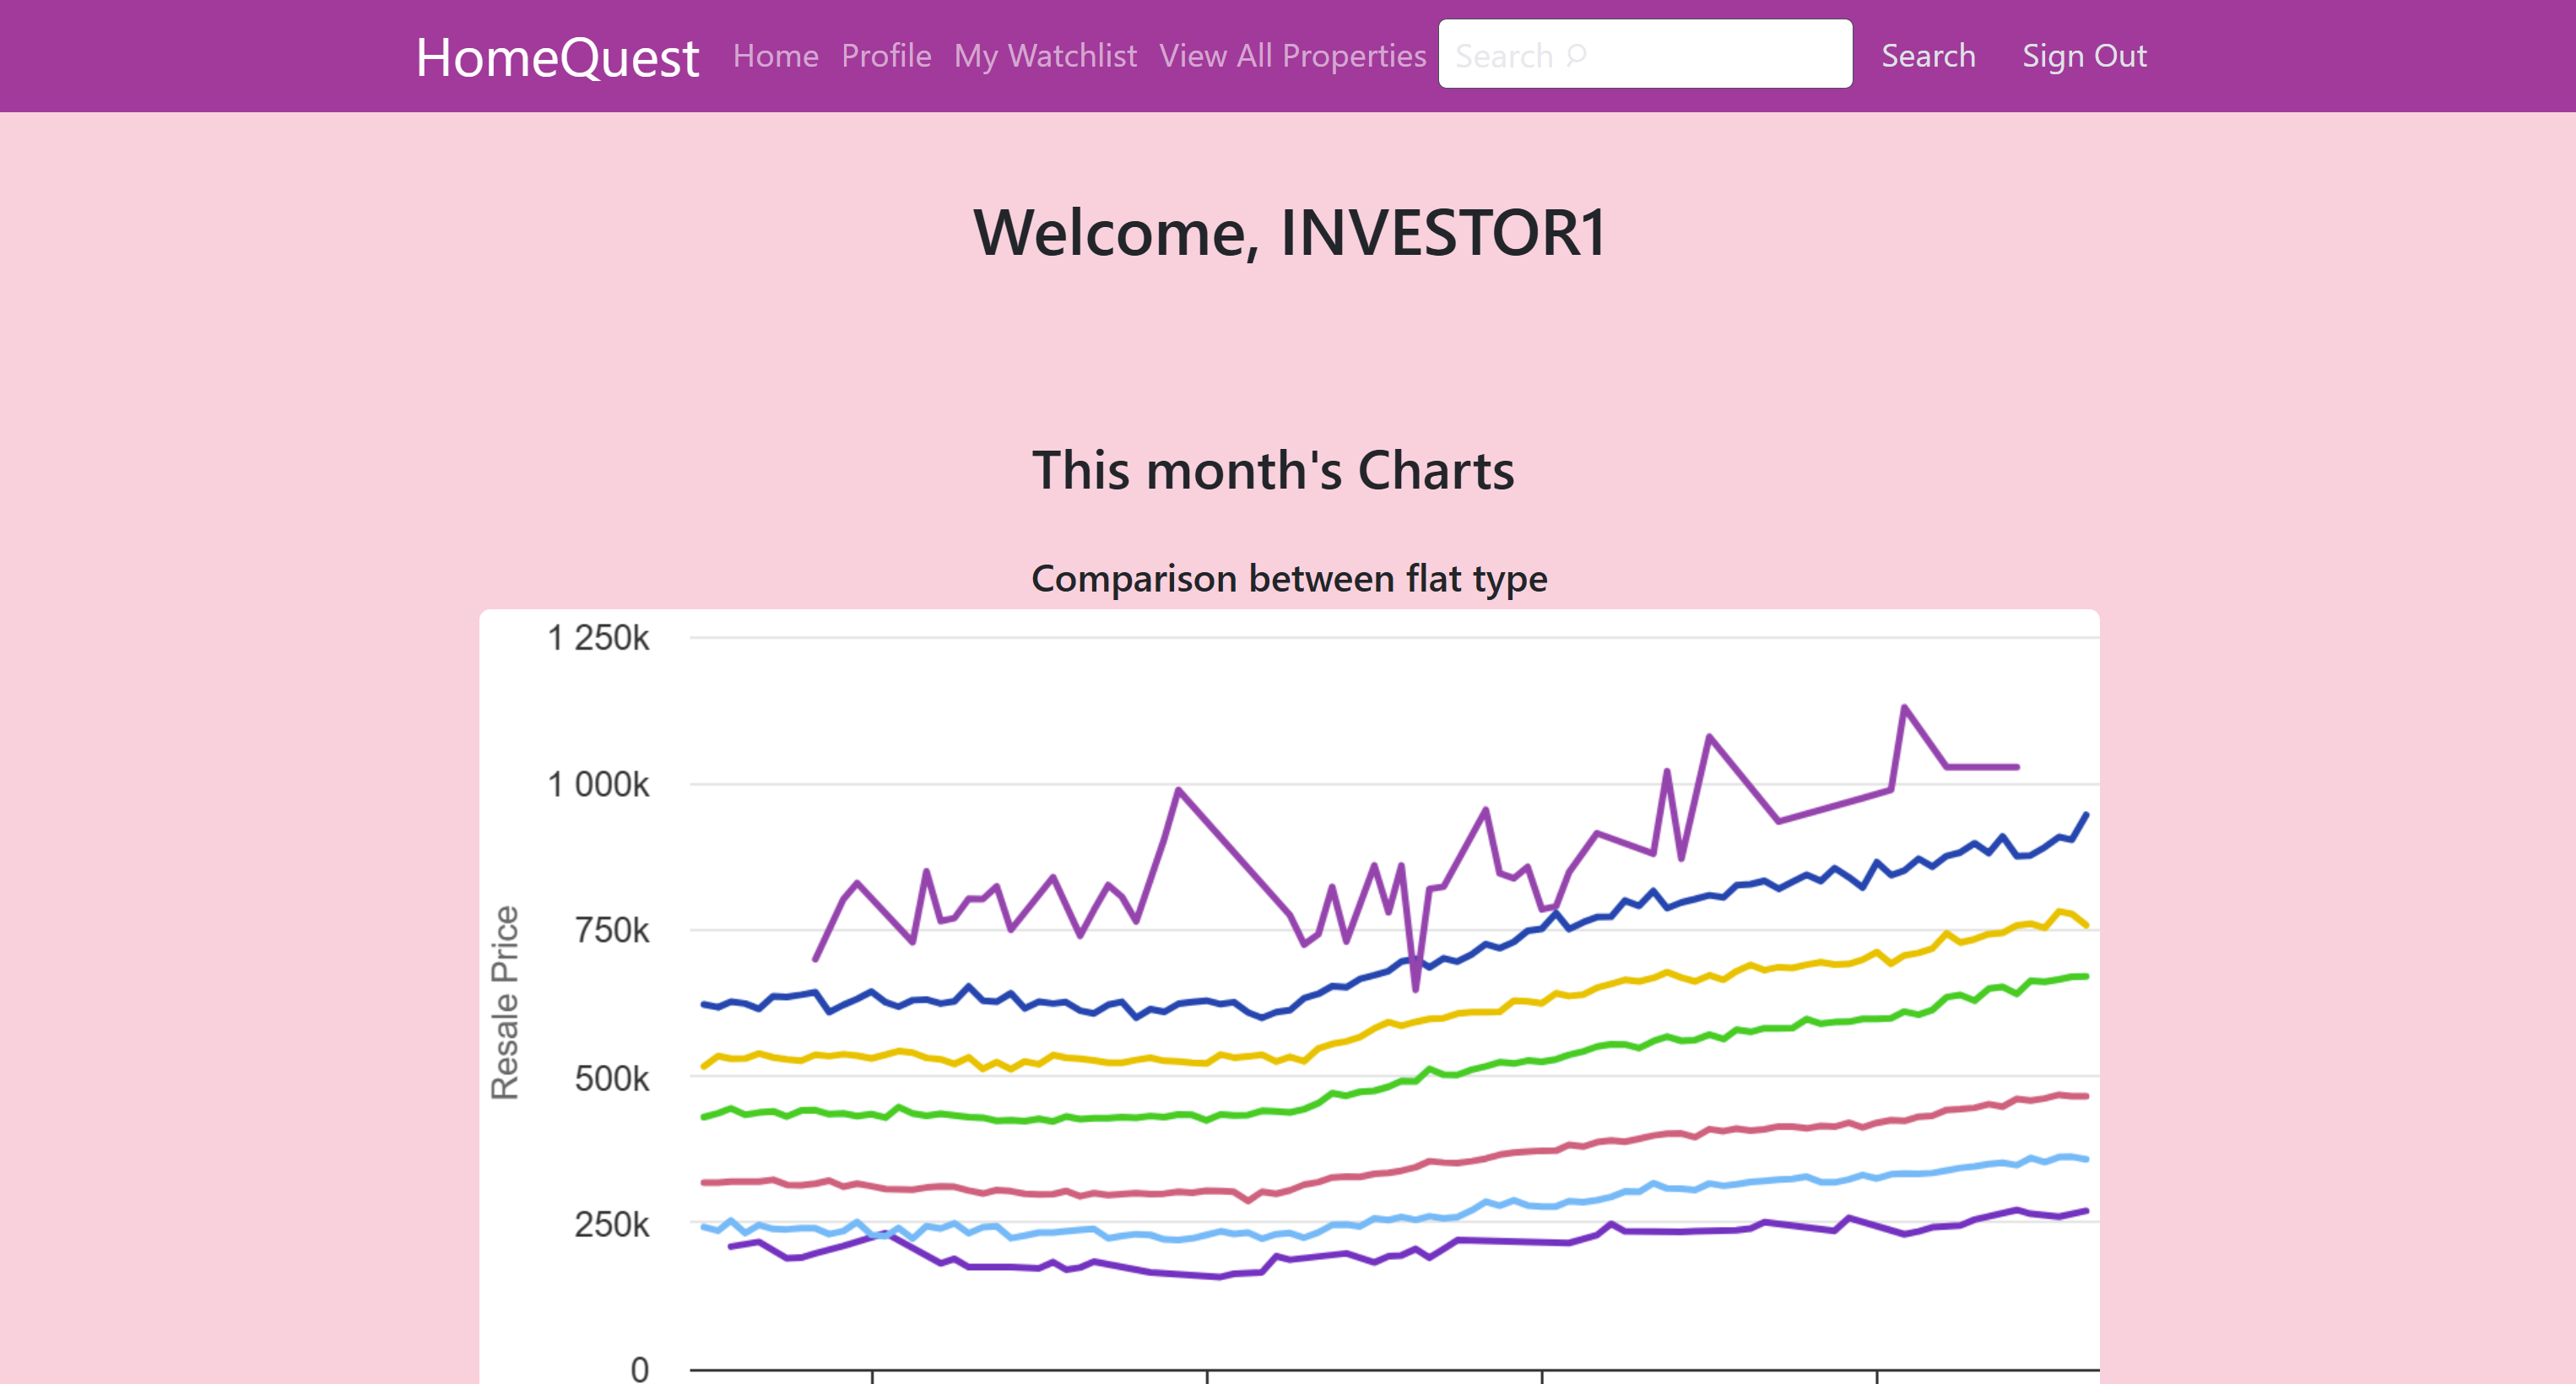 HomeQuest Home Profile My Watchlist View All Properties Search Search Sign Out
Welcome, INVESTOR1
This month's Charts
Comparison between flat type
1 250k
1 000k
750k
500k
250k
0
Resale Price